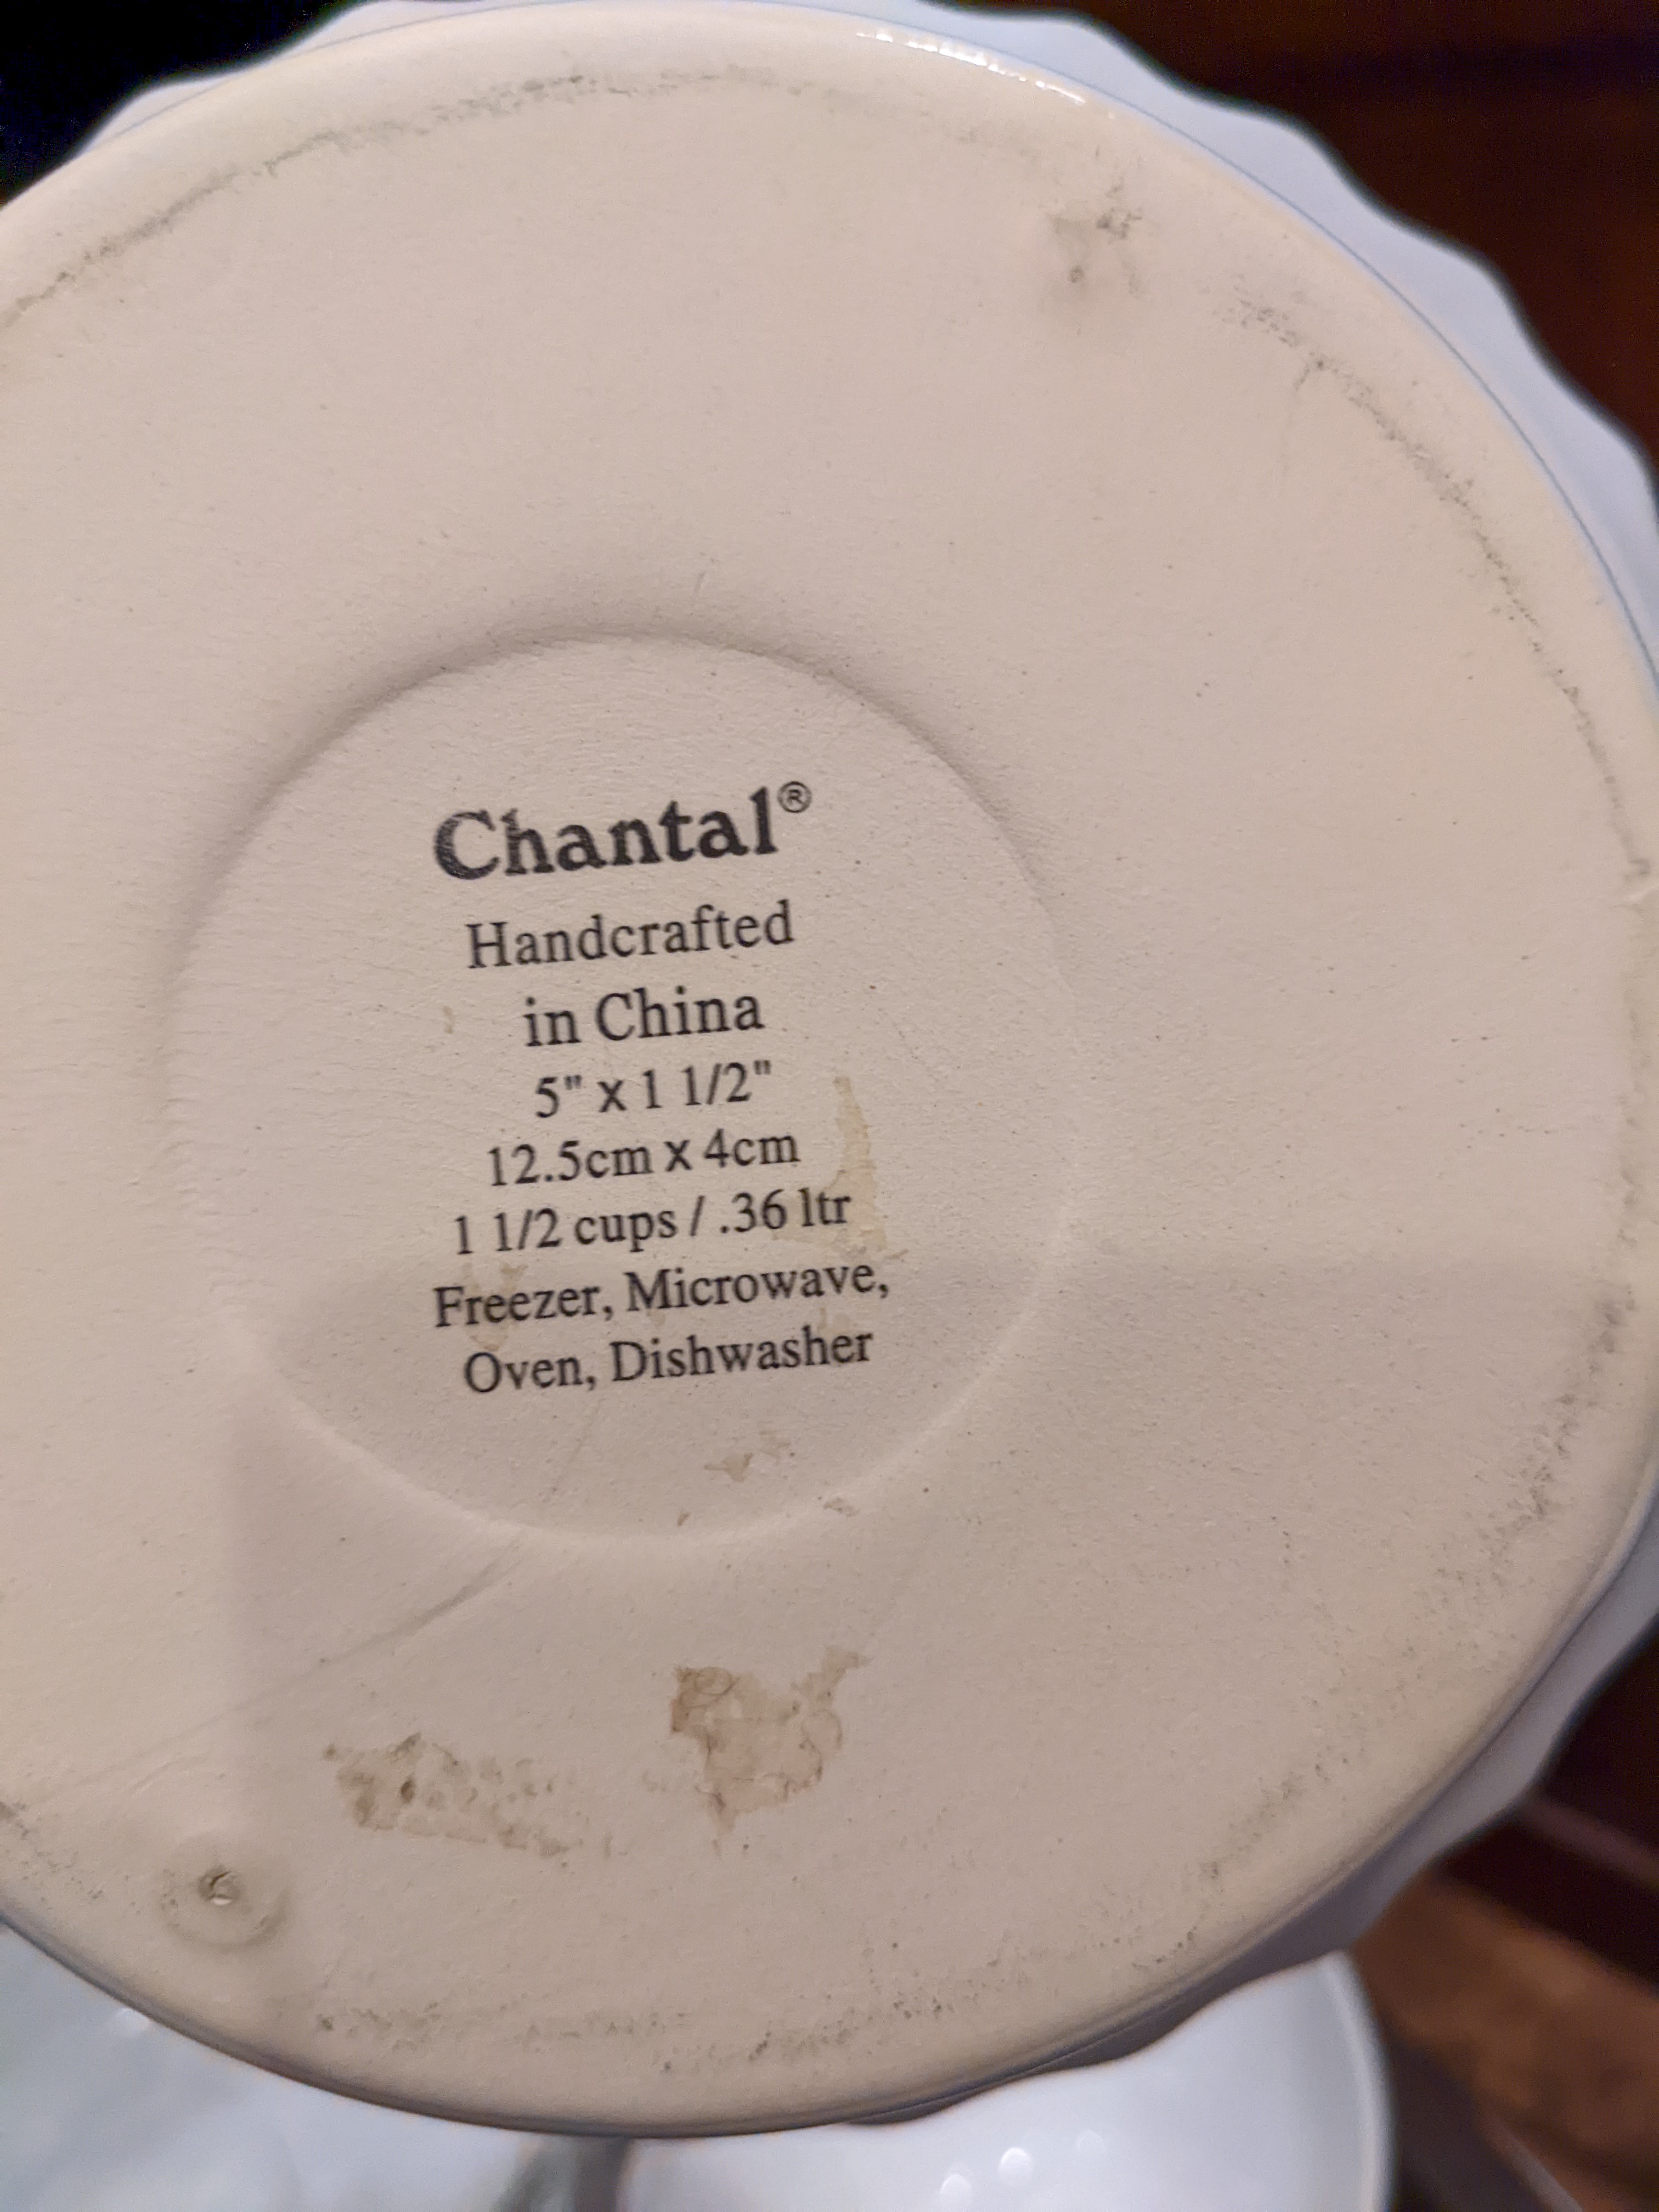 Chantal®
Handcrafted
in China
5" x 1 1/2"
12.5cm x 4cm
1 1/2 cups / .36 ltr
Freezer, Microwave,
Oven, Dishwasher